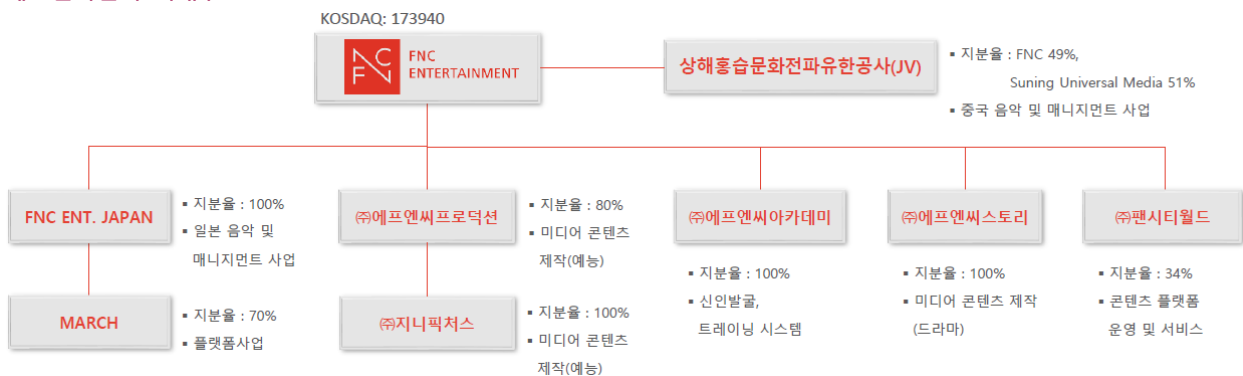 KOSDAQ: 173940
FNC
ENTERTAINMENT
상해홍습문화전파유한공사(JV)
▪ 지분율 : FNC 49%,
Suning Universal Media 51%
▪ 중국 음악 및 매니지먼트 사업
FNC ENT. JAPAN
▪ 지분율 : 100%
▪ 일본 음악 및
매니지먼트 사업
㈜에프엔씨프로덕션
▪ 지분율 : 80%
▪ 미디어 콘텐츠
제작(예능)
㈜에프엔씨아카데미
▪ 지분율 : 100%
▪ 신인발굴,
트레이닝 시스템
㈜에프엔씨스토리
▪ 지분율 : 100%
▪ 미디어 콘텐츠 제작
(드라마)
㈜팬시티월드
▪ 지분율 : 34%
▪ 콘텐츠 플랫폼
운영 및 서비스
MARCH
▪ 지분율 : 70%
▪ 플랫폼사업
㈜지니픽처스
▪ 지분율 : 100%
▪ 미디어 콘텐츠
제작(예능)